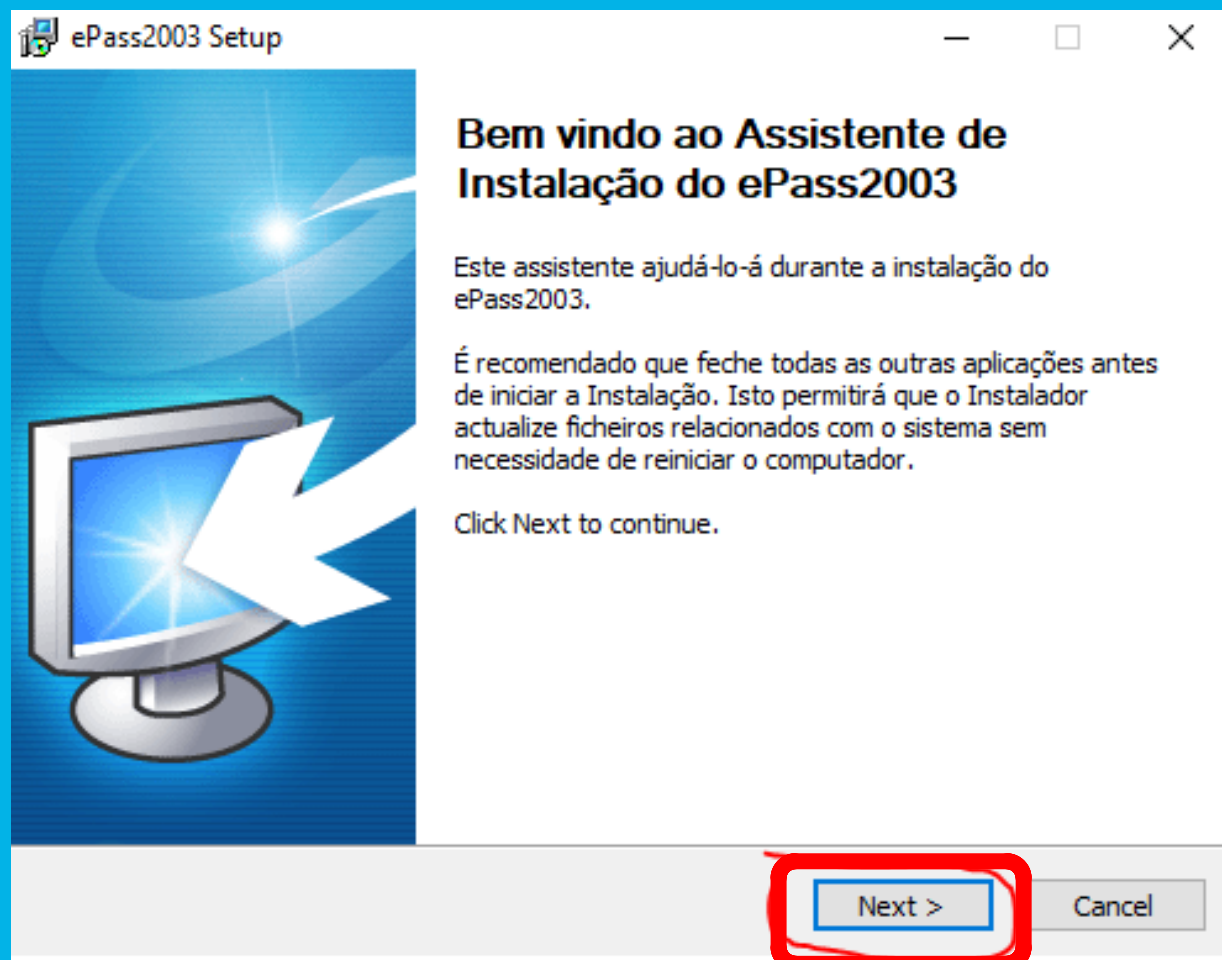 ePass2003 Setup
Bem vindo ao Assistente de
Instalação do ePass2003
Este assistente ajudá-lo-á durante a instalação do
ePass2003.
É recomendado que feche todas as outras aplicações antes
de iniciar a Instalação. Isto permitirá que o Instalador
actualize ficheiros relacionados com o sistema sem
necessidade de reiniciar o computador.
Click Next to continue.
Next >
Cancel